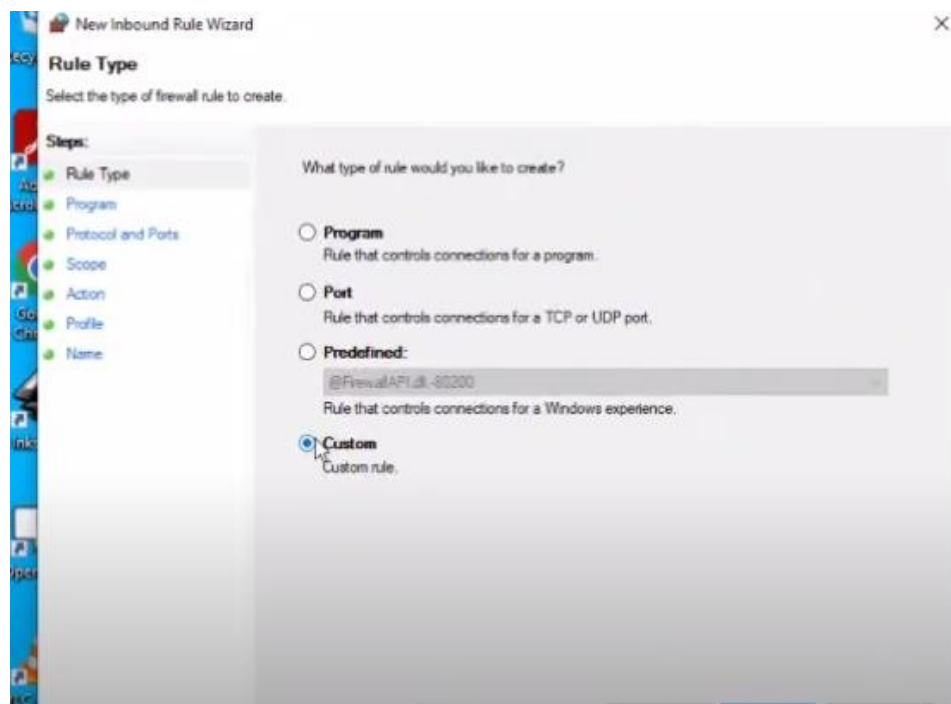 New Inbound Rule Wizard
Rule Type
Select the type of firewall rule to create.
Steps:
Rule Type
Program
Protocol and Ports
Scope
Action
Profile
Name
What type of rule would you like to create?
Program
Rule that controls connections for a program.
Port
Rule that controls connections for a TCP or UDP port.
Predefined:
@FirewallAPI.dll,-80200
Rule that controls connections for a Windows experience.
Custom
Custom rule.